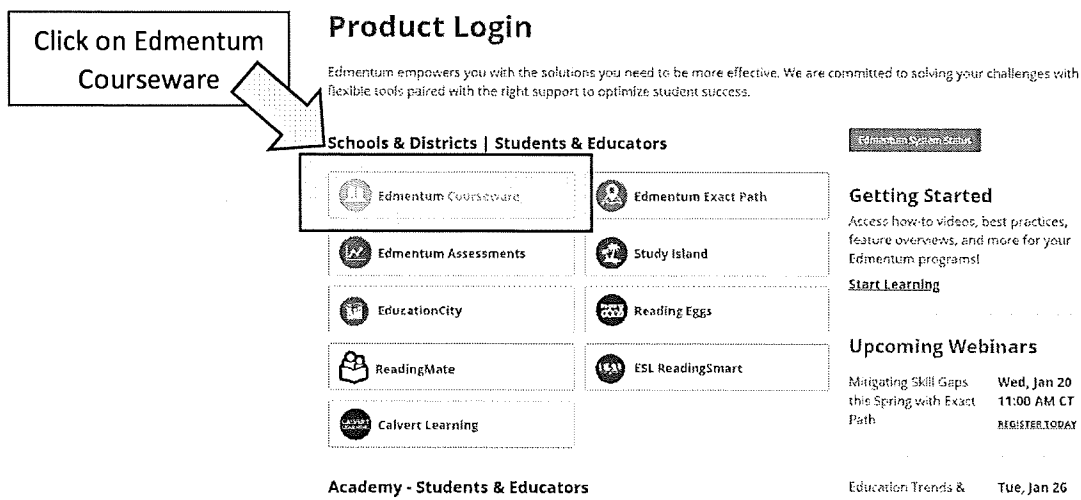 Click on Edmentum
Courseware
Product Login
Edmentum empowers you with the solutions you need to be more effective. We are committed to solving your challenges with
flexible tools paired with the right support to optimize student success.
Schools & Districts | Students & Educators
Edmentum Courseware
Edmentum Exact Path
Edmentum Assessments
Study Island
EducationCity
Reading Eggs
ReadingMate
ESL ReadingSmart
Calvert Learning
Academy - Students & Educators
Edmentum System Status
Getting Started
Access how-to videos, best practices,
feature overviews, and more for your
Edmentum programs!
Start Learning
Upcoming Webinars
Mitigating Skill Gaps
this Spring with Exact
Path
Wed, Jan 20
11:00 AM CT
REGISTER TODAY
Education Trends &
Tue, Jan 26